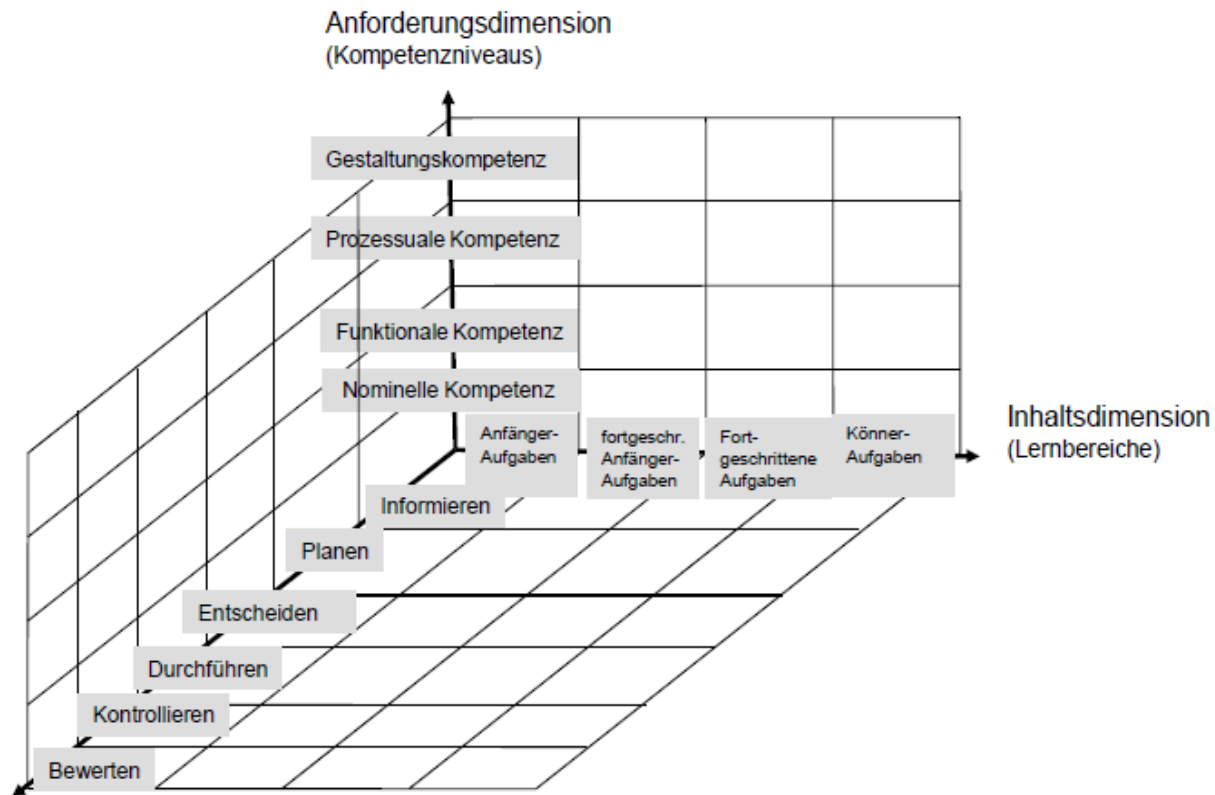 Anforderungsdimension
(Kompetenzniveaus)
Gestaltungskompetenz
Prozessuale Kompetenz
Funktionale Kompetenz
Nominelle Kompetenz
Anfänger-
Aufgaben
fortgeschr.
Anfänger-
Aufgaben
Fort-
geschrittene
Aufgaben
Könner-
Aufgaben
Inhaltsdimension
(Lernbereiche)
Informieren
Planen
Entscheiden
Durchführen
Kontrollieren
Bewerten